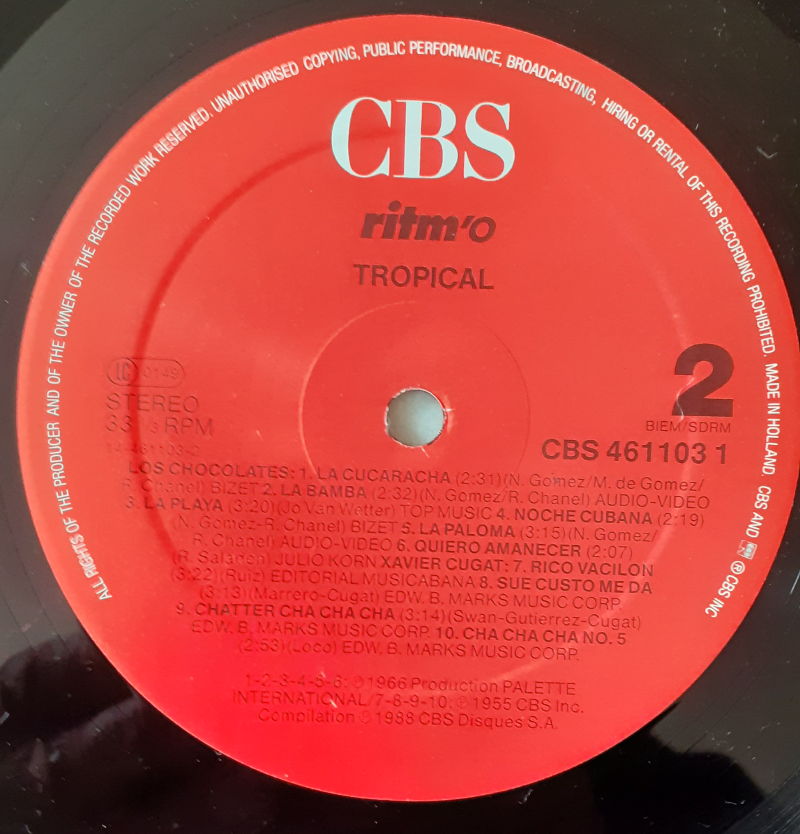 ALL RIGHTS OF THE PRODUCER AND OF THE OWNER OF THE RECORDED WORK RESERVED. UNAUTHORISED COPYING, PUBLIC PERFORMANCE, BROADCASTING, HIRING OR RENTAL OF THIS RECORDING PROHIBITED. MADE IN HOLLAND CBS AND ℗ CBS INC
CBS
ritm'o
TROPICAL
LC 0149
2
STEREO
33 1/3 RPM
BIEM/SDRM
CBS 461103 1
LOS CHOCOLATES: 1. LA CUCARACHA (2:31)(N. Gomez/M. de Gomez/
R. Chanel) BIZET 2. LA BAMBA (2:32)(N. Gomez/R. Chanel) AUDIO-VIDEO
3. LA PLAYA (3:20)(Jo Van Wetter) TOP MUSIC 4. NOCHE CUBANA (2:19)
(N. Gomez-R. Chanel) BIZET 5. LA PALOMA (3:15)(N. Gomez/
R. Chanel) AUDIO-VIDEO 6. QUIERO AMANECER (2:07)
(R. Saladen) JULIO KORN XAVIER CUGAT: 7. RICO VACILON
(3:22)(Ruiz) EDITORIAL MUSICABANA 8. SUE CUSTO ME DA
(3:13)(Marrero-Cugat) EDW. B. MARKS MUSIC CORP.
9. CHATTER CHA CHA CHA (3:14)(Swan-Gutierrez-Cugat)
EDW. B. MARKS MUSIC CORP. 10. CHA CHA CHA NO. 5
(2:53)(Loco) EDW. B. MARKS MUSIC CORP.
1-2-3-4-5-6: ℗ 1966 Production PALETTE
INTERNATIONAL/7-8-9-10: ℗ 1955 CBS Inc.
Compilation ℗ 1988 CBS Disques S.A.